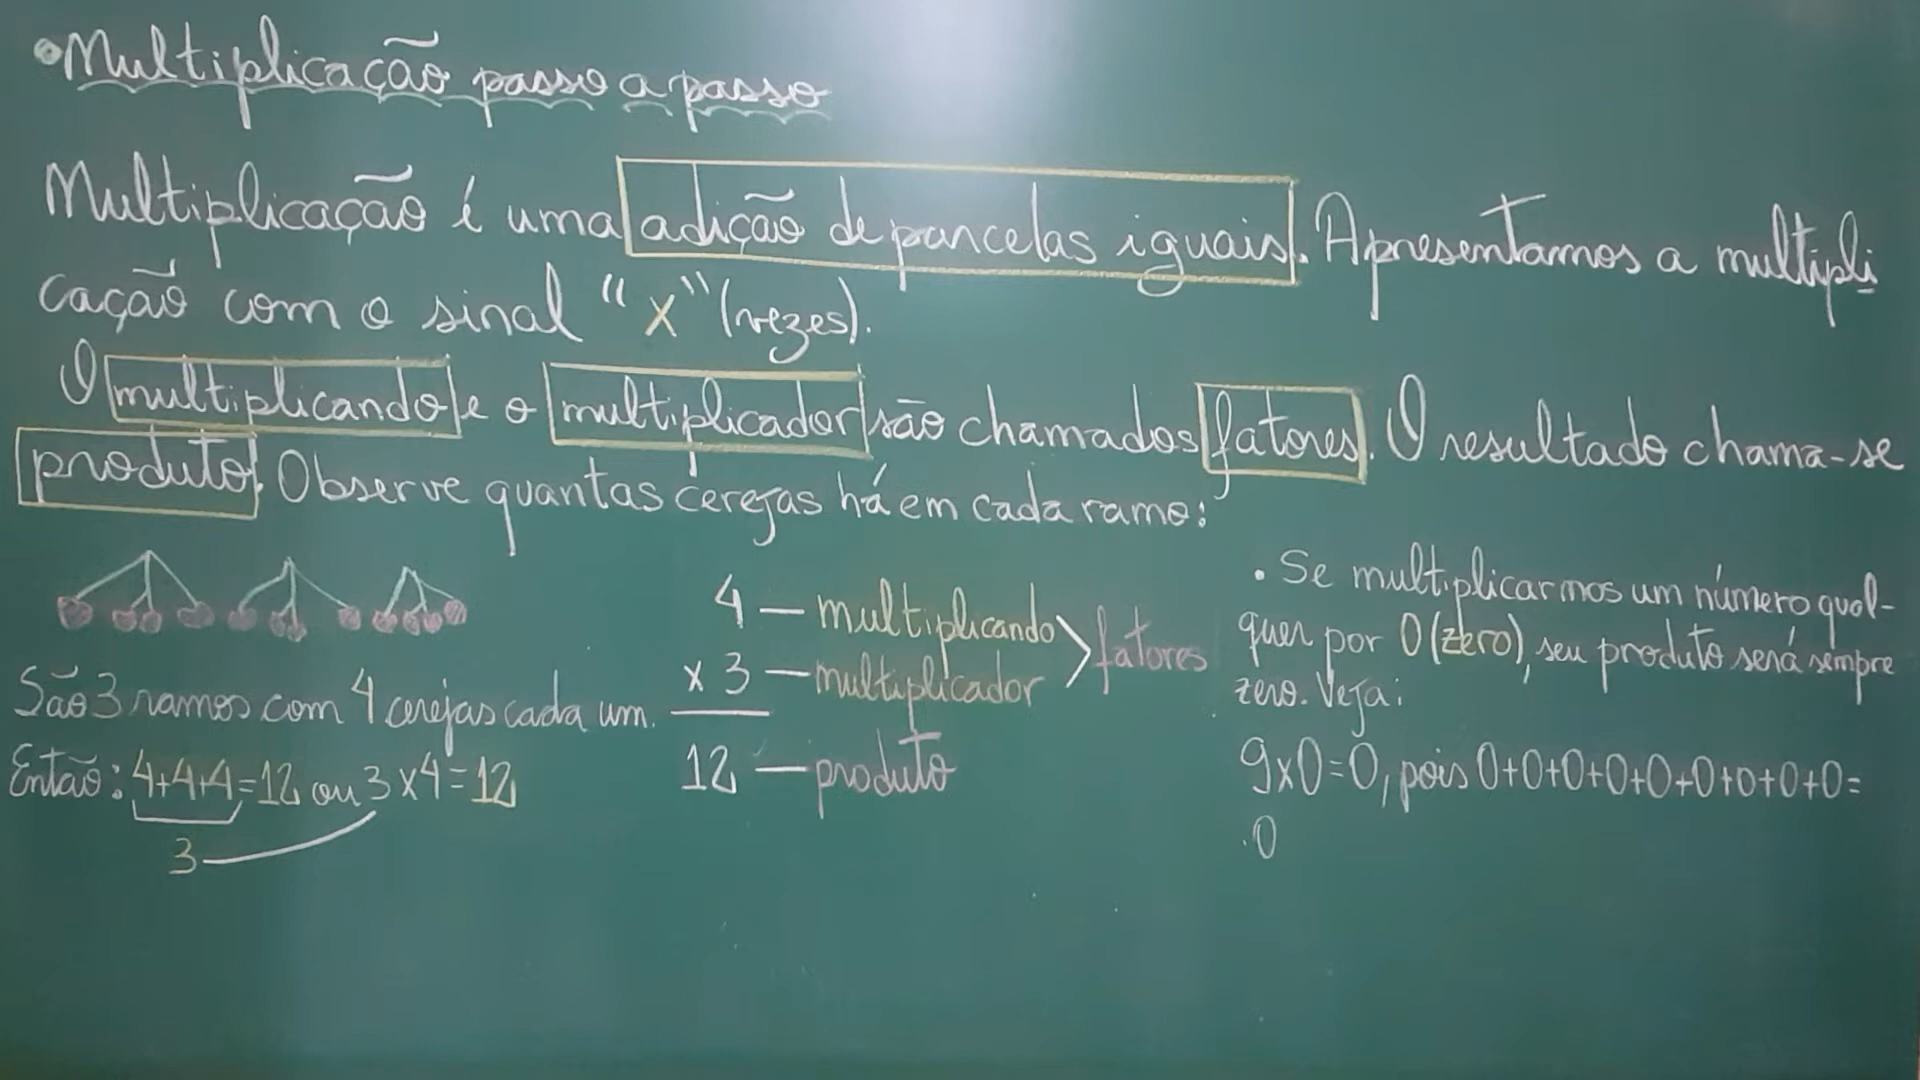 •Multiplicação passo a passo
Multiplicação é uma adição de parcelas iguais. Apresentamos a multipli
cação com o sinal "x" (vezes).
O multiplicando e o multiplicador são chamados fatores. O resultado chama-se
produto. Observe quantas cerejas há em cada ramo:
São 3 ramos com 4 cerejas cada um.
Então: 4+4+4=12 ou 3x4=12
3
4 — multiplicando
x 3 — multiplicador > fatores
12 — produto
• Se multiplicarmos um número qual-
quer por 0 (zero), seu produto será sempre
zero. Veja:
9x0=0, pois 0+0+0+0+0+0+0+0+0=
.0